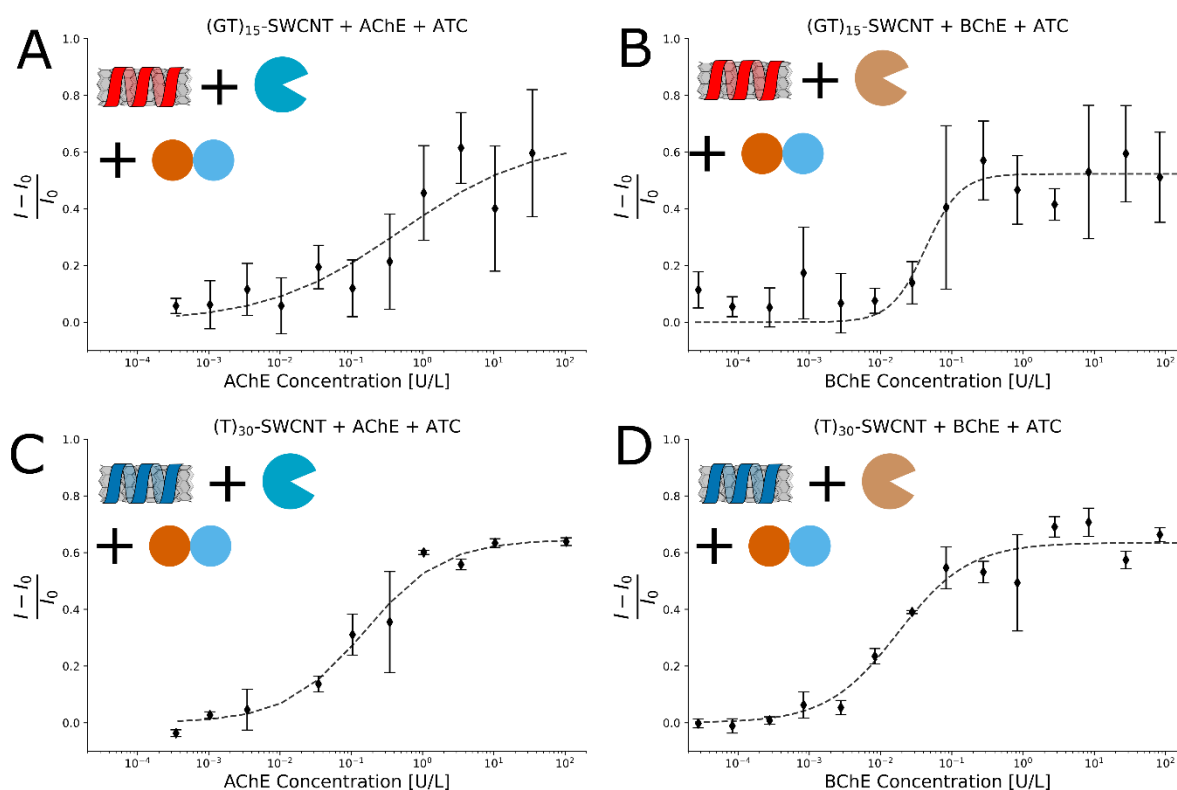 A
(GT)₁₅-SWCNT + AChE + ATC
1.0
0.8
0.6
0.4
0.2
0.0
I − I₀
I₀
+
+
10⁻⁴ 10⁻³ 10⁻² 10⁻¹ 10⁰ 10¹ 10²
AChE Concentration [U/L]
B
(GT)₁₅-SWCNT + BChE + ATC
1.0
0.8
0.6
0.4
0.2
0.0
I − I₀
I₀
+
+
10⁻⁴ 10⁻³ 10⁻² 10⁻¹ 10⁰ 10¹ 10²
BChE Concentration [U/L]
C
(T)₃₀-SWCNT + AChE + ATC
1.0
0.8
0.6
0.4
0.2
0.0
I − I₀
I₀
+
+
10⁻⁴ 10⁻³ 10⁻² 10⁻¹ 10⁰ 10¹ 10²
AChE Concentration [U/L]
D
(T)₃₀-SWCNT + BChE + ATC
1.0
0.8
0.6
0.4
0.2
0.0
I − I₀
I₀
+
+
10⁻⁴ 10⁻³ 10⁻² 10⁻¹ 10⁰ 10¹ 10²
BChE Concentration [U/L]